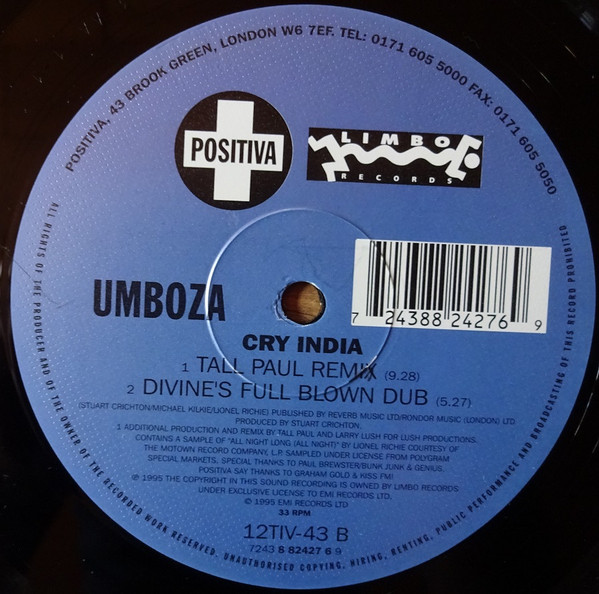 POSITIVA, 43 BROOK GREEN, LONDON W6 7EF. TEL: 0171 605 5000 FAX: 0171 605 5050
POSITIVA
LIMBO
RECORDS
UMBOZA
7 24388 24276 9
CRY INDIA
1 TALL PAUL REMIX (9.28)
2 DIVINE'S FULL BLOWN DUB (5.27)
(STUART CRICHTON/MICHAEL KILKIE/LIONEL RICHIE) PUBLISHED BY REVERB MUSIC LTD/RONDOR MUSIC (LONDON) LTD
PRODUCED BY STUART CRICHTON.
1 ADDITIONAL PRODUCTION AND REMIX BY TALL PAUL AND LARRY LUSH FOR LUSH PRODUCTIONS.
CONTAINS A SAMPLE OF "ALL NIGHT LONG (ALL NIGHT)" BY LIONEL RICHIE COURTESY OF
THE MOTOWN RECORD COMPANY, L.P. SAMPLED UNDER LICENSE FROM POLYGRAM
SPECIAL MARKETS. SPECIAL THANKS TO PAUL BREWSTER/BUNK JUNK & GENIUS.
POSITIVA SAY THANKS TO GRAHAM GOLD & KISS FM!
℗ 1995 THE COPYRIGHT IN THIS SOUND RECORDING IS OWNED BY LIMBO RECORDS
UNDER EXCLUSIVE LICENSE TO EMI RECORDS LTD.
© 1995 EMI RECORDS LTD
33 RPM
12TIV-43 B
7243 8 82427 6 9
ALL RIGHTS OF THE PRODUCER AND OF THE OWNER OF THE RECORDED WORK RESERVED. UNAUTHORISED COPYING, HIRING, RENTING, PUBLIC PERFORMANCE AND BROADCASTING OF THIS RECORD PROHIBITED